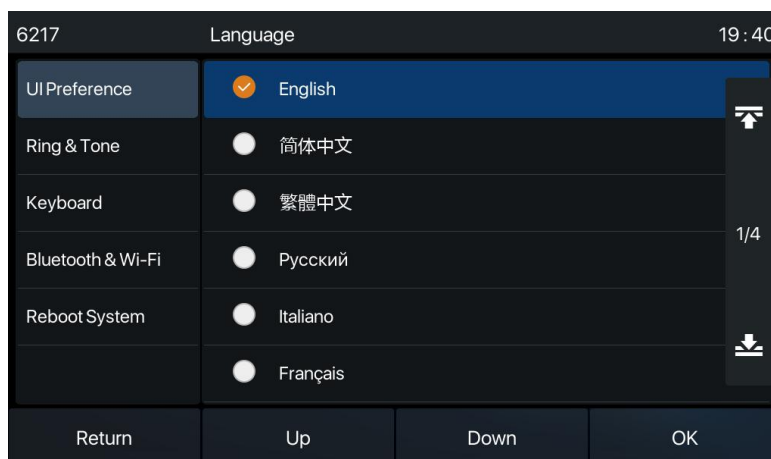 6217 Language 19:40
UI Preference
Ring & Tone
Keyboard
Bluetooth & Wi-Fi
Reboot System
English
简体中文
繁體中文
Русский
Italiano
Français
1/4
Return Up Down OK